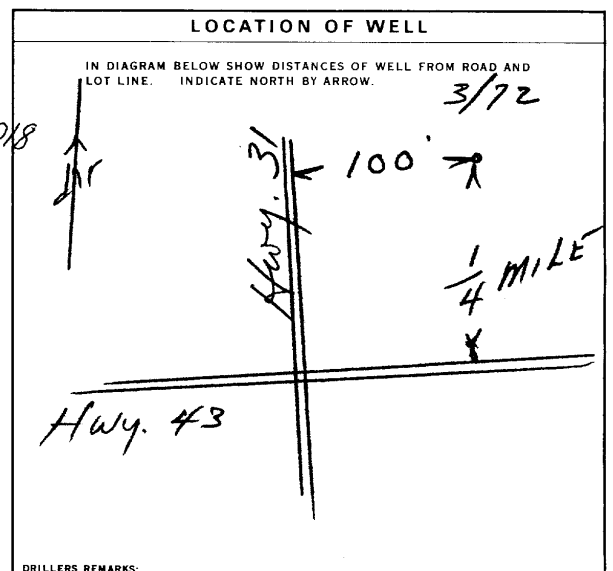 LOCATION OF WELL
IN DIAGRAM BELOW SHOW DISTANCES OF WELL FROM ROAD AND
LOT LINE. INDICATE NORTH BY ARROW.
3/72
Hwy. 31
100'
1/4 MILE
Hwy. 43
DRILLERS REMARKS: